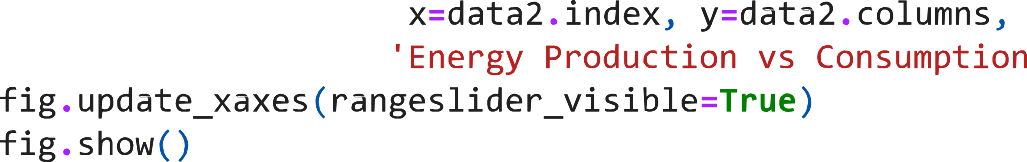 x=data2.index, y=data2.columns,
'Energy Production vs Consumption
fig.update_xaxes(rangeslider_visible=True)
fig.show()